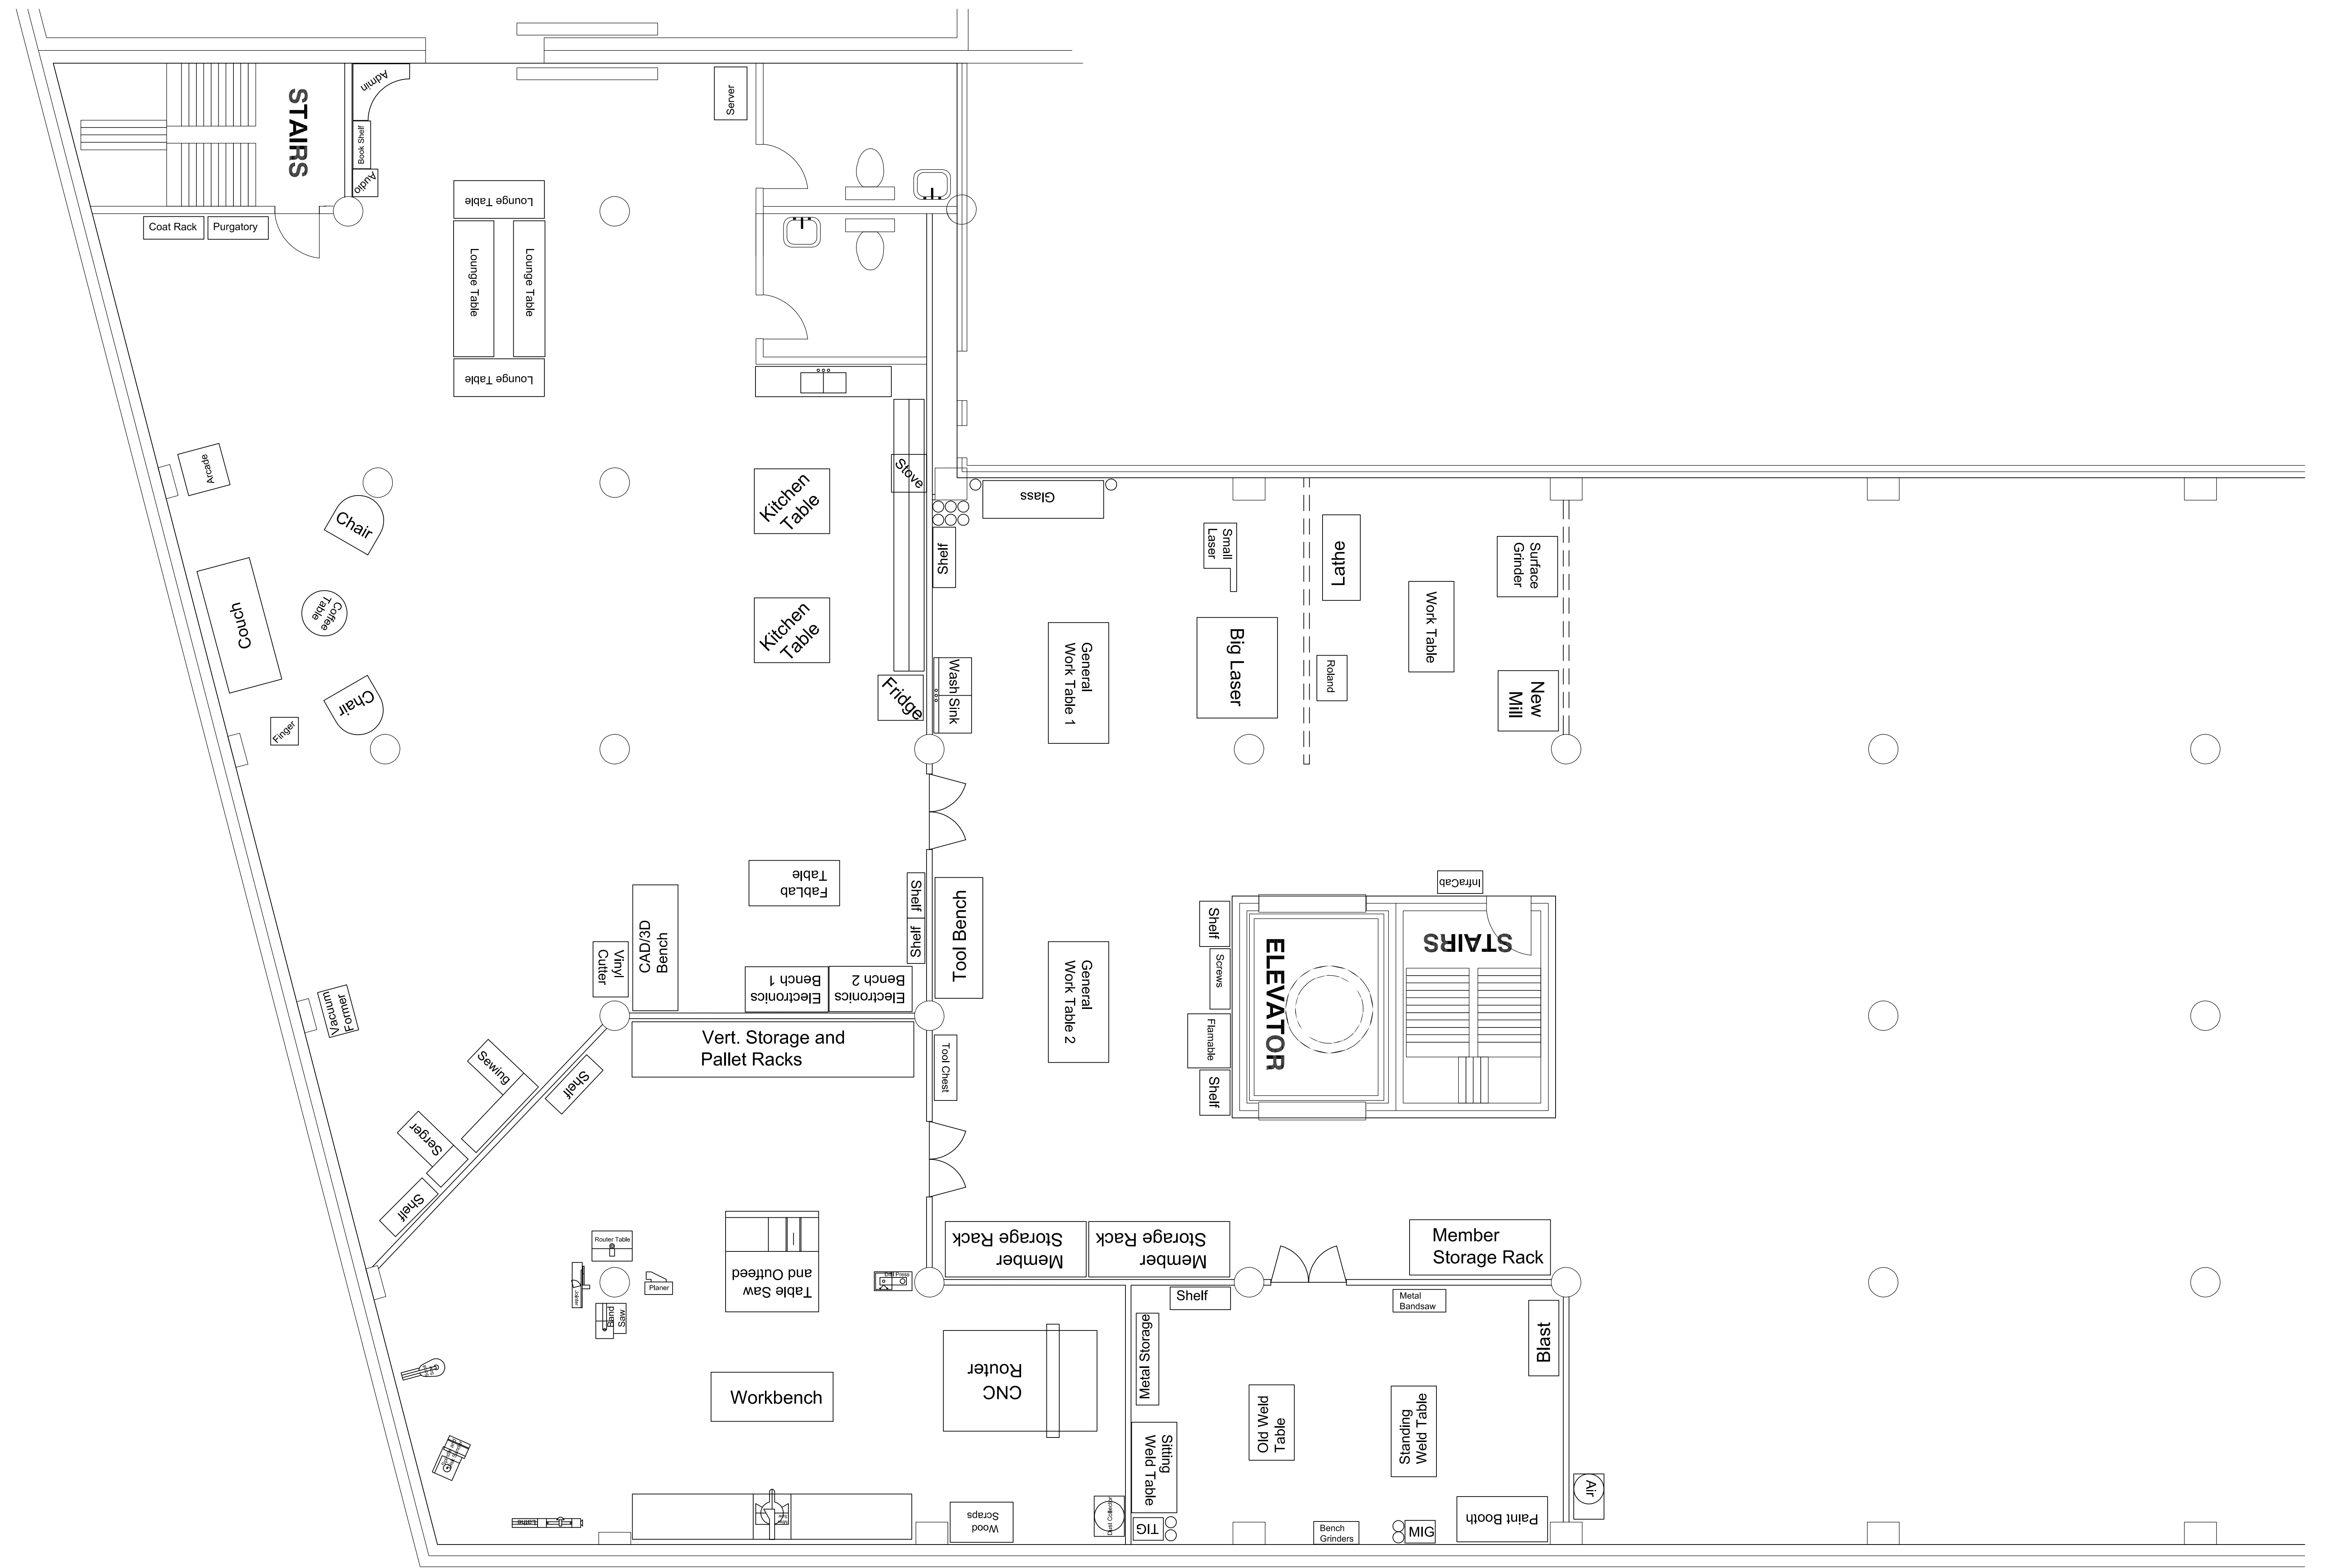 Admin
STAIRS
Book Shelf
Audio
Coat Rack
Purgatory
Server
Lounge Table
Lounge Table
Lounge Table
Lounge Table
Arcade
Chair
Couch
Coffee
Table
Chair
Finger
Kitchen
Table
Kitchen
Table
Stove
Fridge
Glass
Shelf
Wash Sink
General
Work Table 1
Small
Laser
Big Laser
Lathe
Roland
Work Table
Surface
Grinder
New
Mill
FabLab
Table
Shelf
Shelf
CAD/3D
Bench
Vinyl
Cutter
Electronics
Bench 1
Electronics
Bench 2
Tool Bench
General
Work Table 2
InfraCab
Shelf
Screws
Flamable
Shelf
ELEVATOR
STAIRS
Vacuum
Former
Sewing
Shelf
Serger
Shelf
Vert. Storage and
Pallet Racks
Tool Chest
Member
Storage Rack
Member
Storage Rack
Member
Storage Rack
Router Table
Jointer
Planer
Band
Saw
Table Saw
and Outfeed
Drill Press
Workbench
CNC
Router
Shelf
Metal Storage
Metal
Bandsaw
Blast
Old Weld
Table
Standing
Weld Table
Sitting
Weld Table
Lathe
Wood
Scraps
Dust Collector
TIG
Bench
Grinders
MIG
Paint Booth
Air